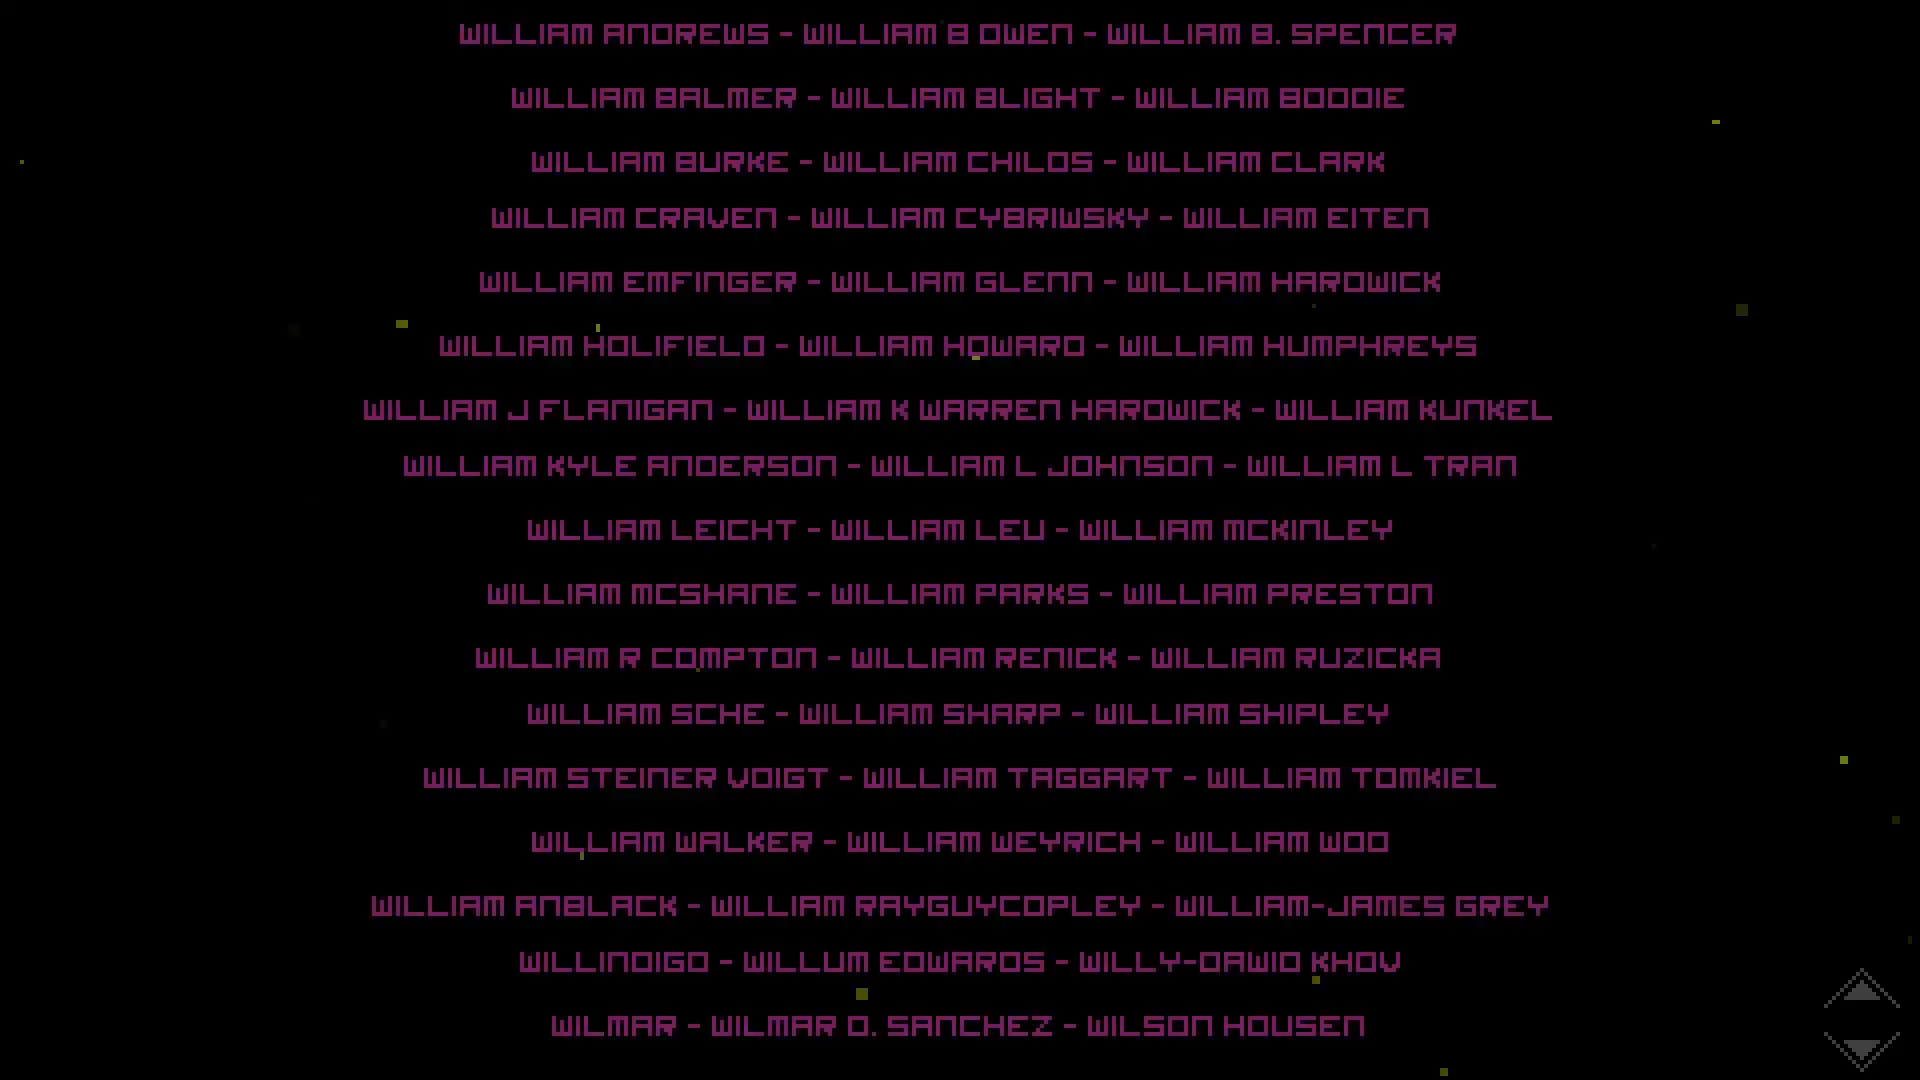 WILLIAM ANDREWS - WILLIAM B OWEN - WILLIAM B. SPENCER
WILLIAM BALMER - WILLIAM BLIGHT - WILLIAM BODDIE
WILLIAM BURKE - WILLIAM CHILDS - WILLIAM CLARK
WILLIAM CRAVEN - WILLIAM CYBRIWSKY - WILLIAM EITEN
WILLIAM EMFINGER - WILLIAM GLENN - WILLIAM HARDWICK
WILLIAM HOLIFIELD - WILLIAM HOWARD - WILLIAM HUMPHREYS
WILLIAM J FLANIGAN - WILLIAM K WARREN HARDWICK - WILLIAM KUNKEL
WILLIAM KYLE ANDERSON - WILLIAM L JOHNSON - WILLIAM L TRAN
WILLIAM LEICHT - WILLIAM LEU - WILLIAM MCKINLEY
WILLIAM MCSHANE - WILLIAM PARKS - WILLIAM PRESTON
WILLIAM R COMPTON - WILLIAM RENICK - WILLIAM RUZICKA
WILLIAM SCHE - WILLIAM SHARP - WILLIAM SHIPLEY
WILLIAM STEINER VOIGT - WILLIAM TAGGART - WILLIAM TOMKIEL
WILLIAM WALKER - WILLIAM WEYRICH - WILLIAM WOO
WILLIAM ANBLACK - WILLIAM RAYGUYCOPLEY - WILLIAM-JAMES GREY
WILLINDIGO - WILLUM EDWARDS - WILLY-DAWID KHOV
WILMAR - WILMAR D. SANCHEZ - WILSON HOUSEN